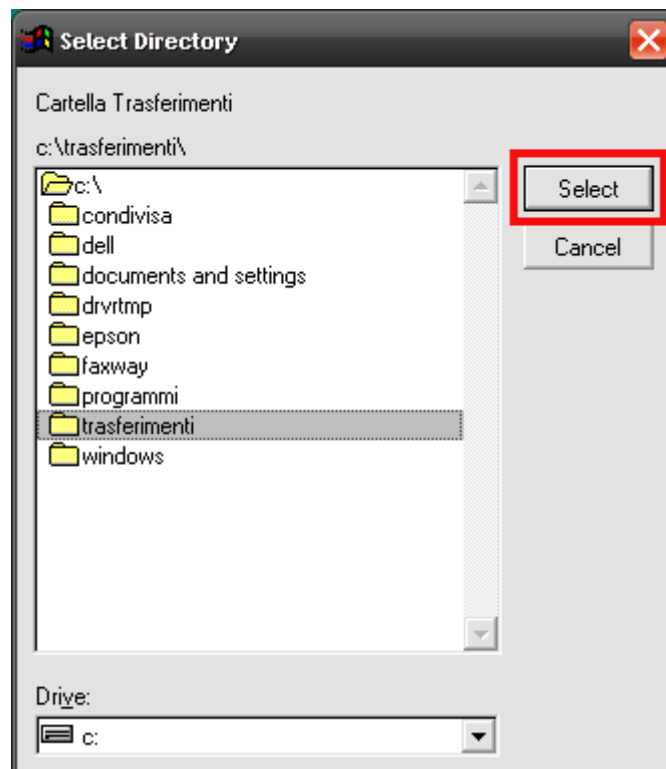 Select Directory
Cartella Trasferimenti
c:\trasferimenti\
c:\
condivisa
dell
documents and settings
drvrtmp
epson
faxway
programmi
trasferimenti
windows
Select
Cancel
Drive:
c: